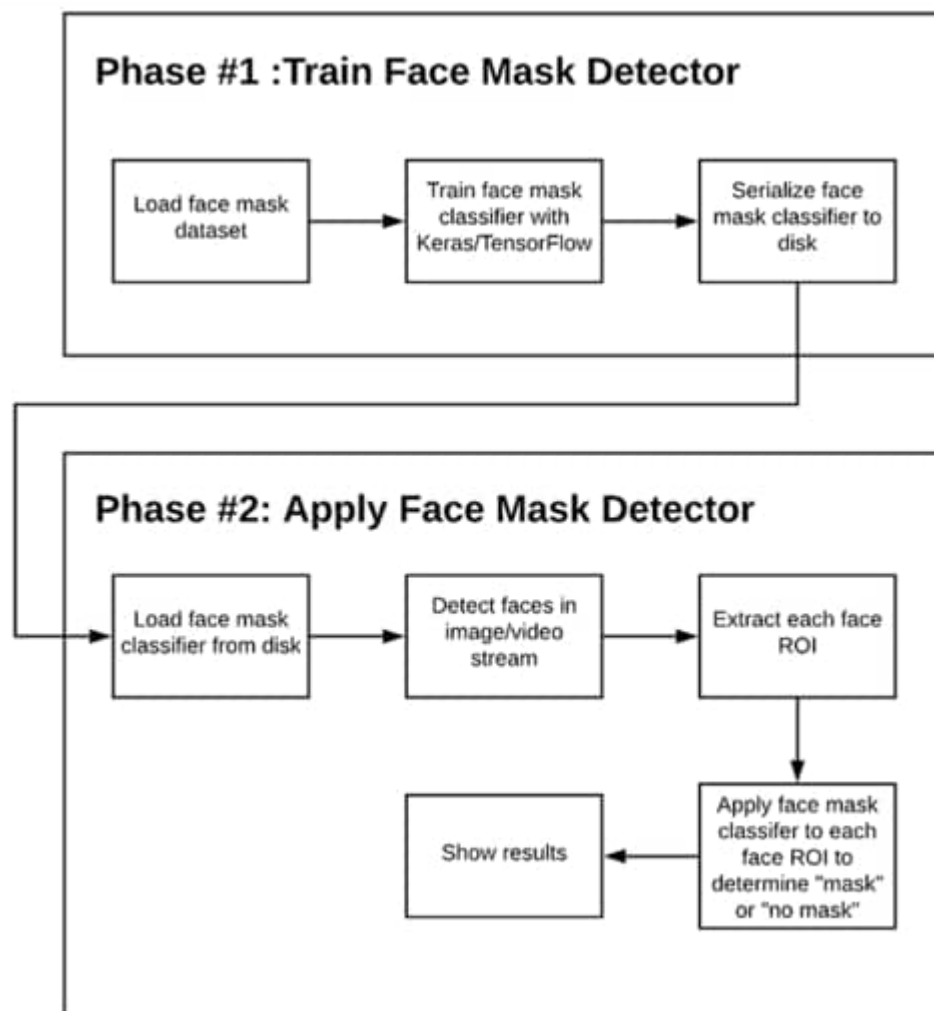 Phase #1 :Train Face Mask Detector
Load face mask
dataset
Train face mask
classifier with
Keras/TensorFlow
Serialize face
mask classifier to
disk
Phase #2: Apply Face Mask Detector
Load face mask
classifier from disk
Detect faces in
image/video
stream
Extract each face
ROI
Apply face mask
classifer to each
face ROI to
determine "mask"
or "no mask"
Show results